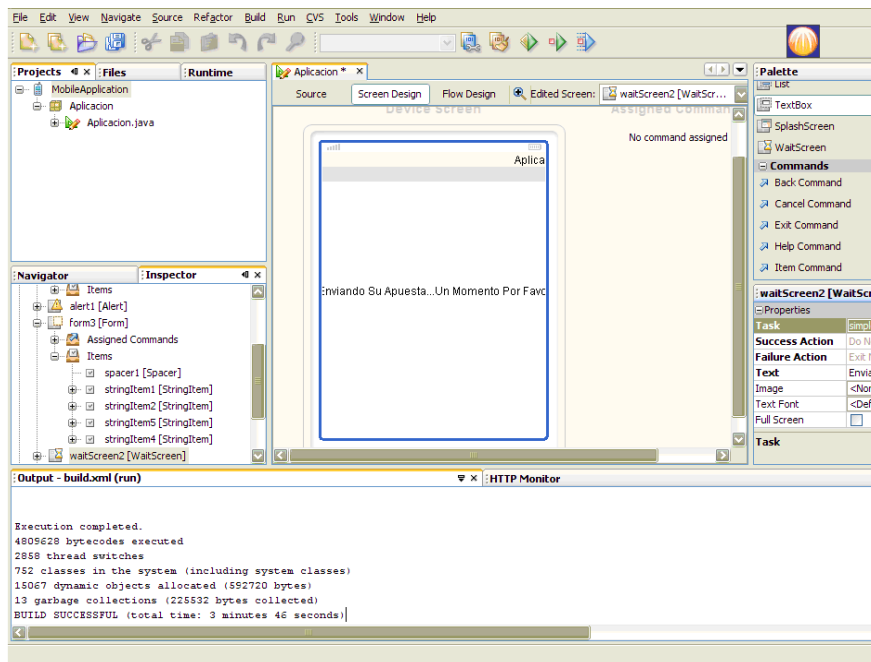 File Edit View Navigate Source Refactor Build Run CVS Tools Window Help
Projects Files Runtime
MobileApplication
Aplicacion
Aplicacion.java
Navigator Inspector
Items
alert1 [Alert]
form3 [Form]
Assigned Commands
Items
spacer1 [Spacer]
stringItem1 [StringItem]
stringItem2 [StringItem]
stringItem5 [StringItem]
stringItem4 [StringItem]
waitScreen2 [WaitScreen]
Aplicacion *
Source Screen Design Flow Design Edited Screen: waitScreen2 [WaitScr...
Device Screen Assigned Comman
No command assigned
Aplica
Enviando Su Apuesta...Un Momento Por Favo
Palette
List
TextBox
SplashScreen
WaitScreen
Commands
Back Command
Cancel Command
Exit Command
Help Command
Item Command
waitScreen2 [WaitScr
Properties
Task simpl
Success Action Do N
Failure Action Exit M
Text Envia
Image <Non
Text Font <Def
Full Screen
Task
Output - build.xml (run) HTTP Monitor
Execution completed.
4809628 bytecodes executed
2858 thread switches
752 classes in the system (including system classes)
15067 dynamic objects allocated (592720 bytes)
13 garbage collections (225532 bytes collected)
BUILD SUCCESSFUL (total time: 3 minutes 46 seconds)